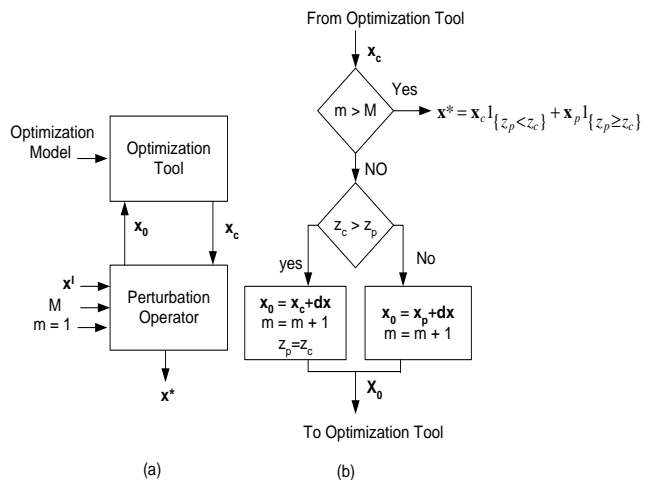 Optimization
Model
Optimization
Tool
x_0
x_c
x^I
M
m = 1
Perturbation
Operator
x*
(a)
From Optimization Tool
x_c
m > M
Yes
x* = x_c 1_{z_p<z_c} + x_p 1_{z_p≥z_c}
NO
z_c > z_p
yes
No
x_0 = x_c+dx
m = m + 1
z_p=z_c
x_0 = x_p+dx
m = m + 1
X_0
To Optimization Tool
(b)